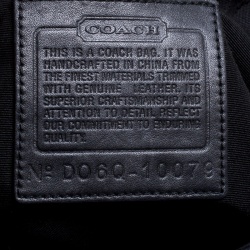 COACH
THIS IS A COACH BAG. IT WAS
HANDCRAFTED IN CHINA FROM
THE FINEST MATERIALS TRIMMED
WITH GENUINE LEATHER. ITS
SUPERIOR CRAFTSMANSHIP AND
ATTENTION TO DETAIL REFLECT
OUR COMMITMENT TO ENDURING
QUALITY.
Nº DO6Q-10079